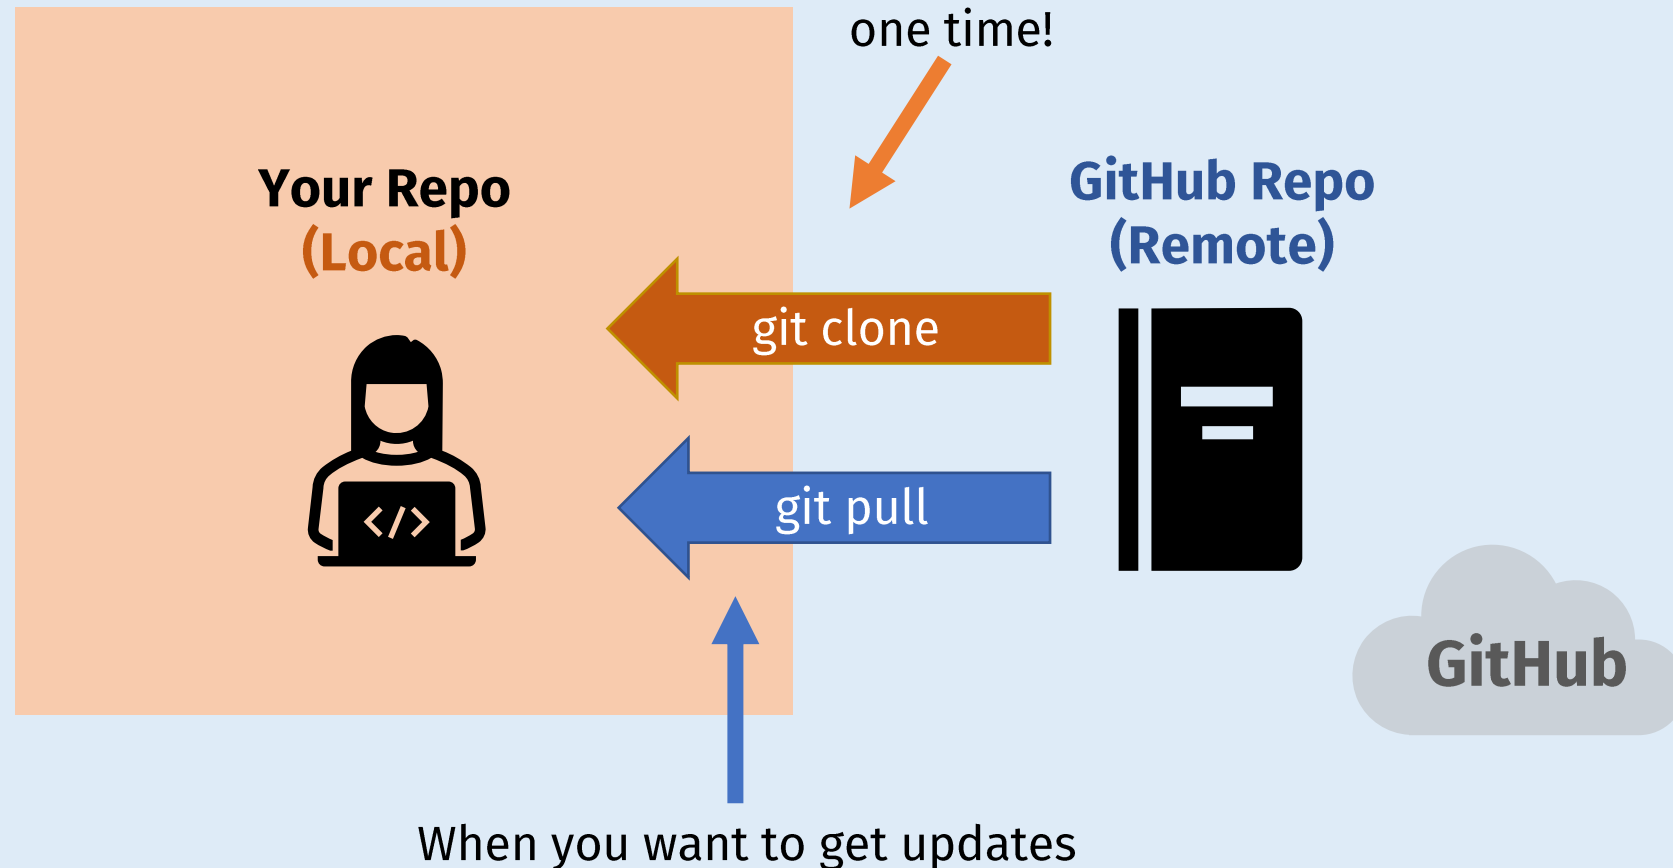 one time!
Your Repo
(Local)
GitHub Repo
(Remote)
git clone
git pull
</>
GitHub
When you want to get updates